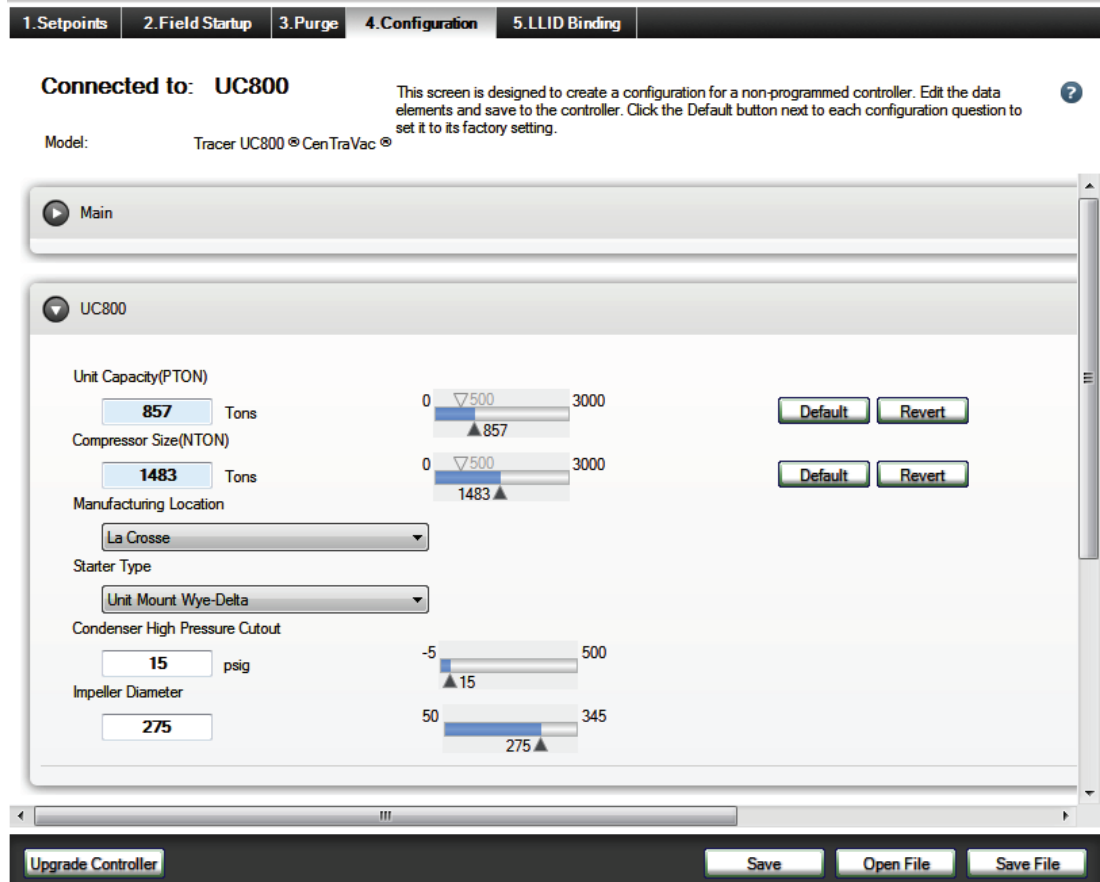 1.Setpoints 2.Field Startup 3.Purge 4.Configuration 5.LLID Binding
Connected to: UC800
This screen is designed to create a configuration for a non-programmed controller. Edit the data
elements and save to the controller. Click the Default button next to each configuration question to
set it to its factory setting.
?
Model: Tracer UC800 ® CenTraVac ®
Main
UC800
Unit Capacity(PTON)
857 Tons 0 500 3000 Default Revert
857
Compressor Size(NTON)
1483 Tons 0 500 3000 Default Revert
1483
Manufacturing Location
La Crosse
Starter Type
Unit Mount Wye-Delta
Condenser High Pressure Cutout
15 psig -5 500
15
Impeller Diameter
275 50 345
275
Upgrade Controller Save Open File Save File